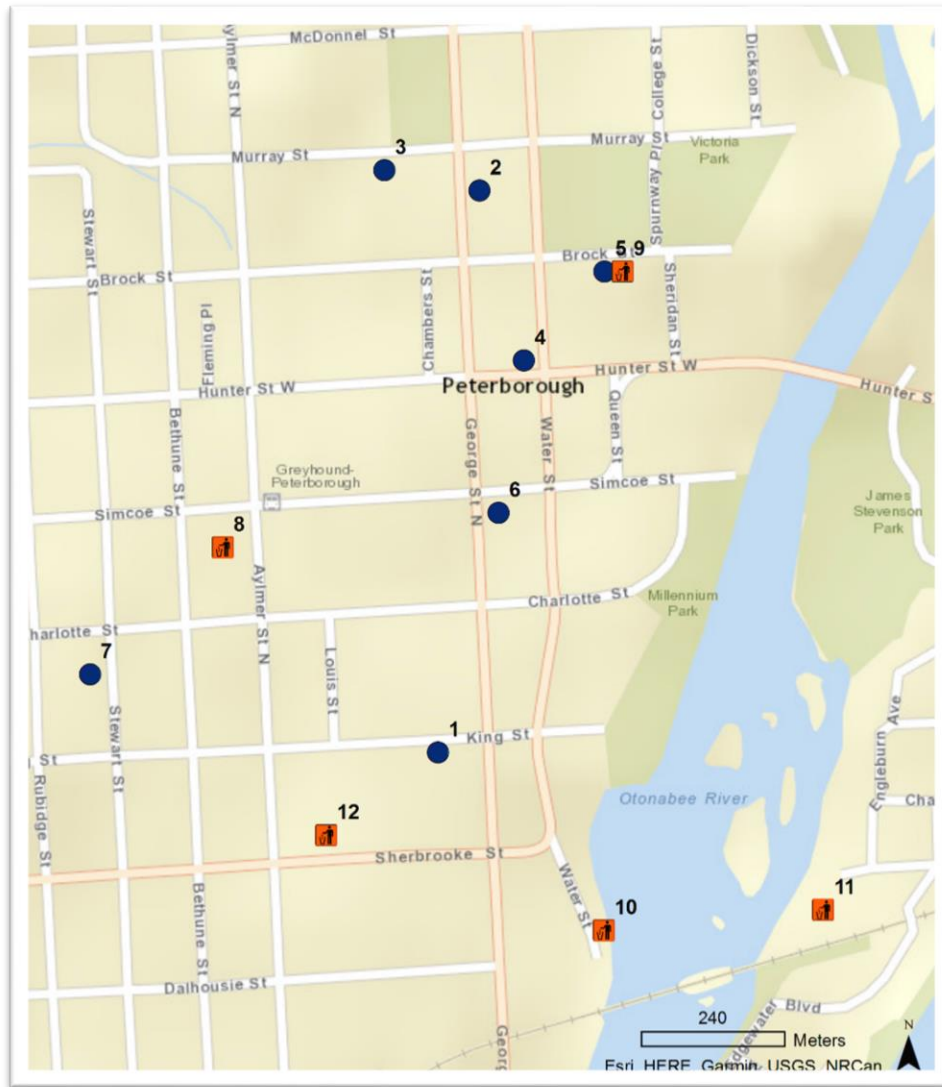 McDonnel St
Aylmer St N
College St
Dickson St
Murray St
Murray St
Victoria
Park
3
2
Spurnway Pl
Stewart St
Brock St
5 9
Brock St
Sheridan St
Chambers St
Fleming Pl
4
Hunter St W
Hunter St W
Hunter S
Peterborough
Bethune St
Queen St
George St N
Water St
Greyhound-
Peterborough
6
Simcoe St
Simcoe St
James
Stevenson
Park
8
Aylmer St N
Charlotte St
Millennium
Park
harlotte St
7
Louis St
Stewart St
1
King St
St
Rubidge St
Engleburn Ave
Otonabee River
Cha
12
Sherbrooke St
Water St
11
10
Bethune St
Dalhousie St
Georg
dgewater Blvd
240
Meters
N
Esri, HERE, Garmin, USGS, NRCan